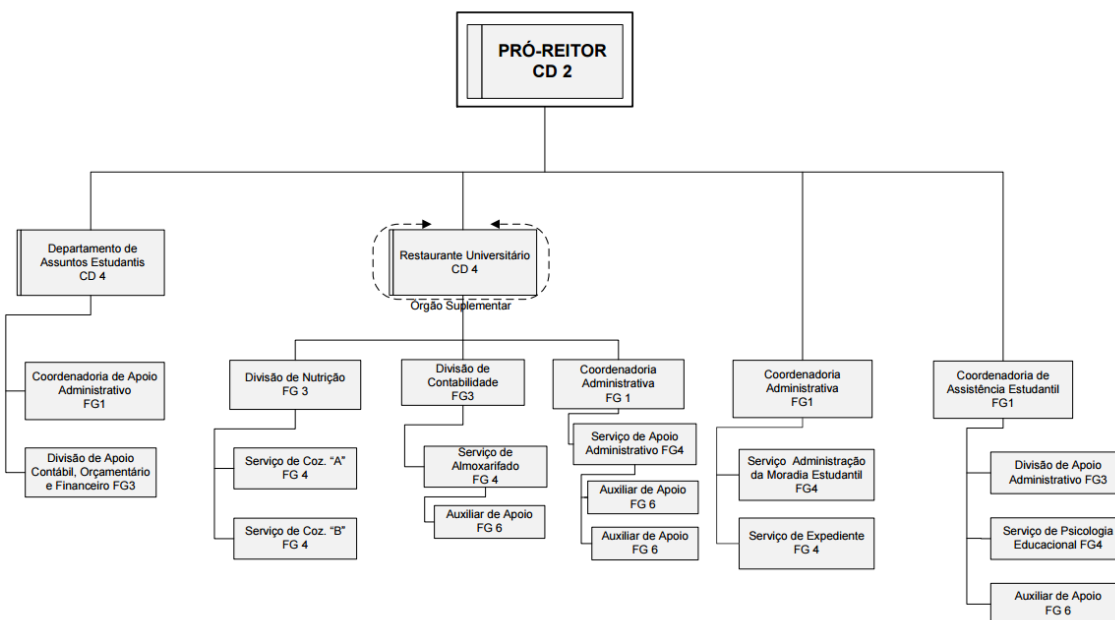 PRÓ-REITOR
CD 2
Departamento de
Assuntos Estudantis
CD 4
Restaurante Universitário
CD 4
Orgão Suplementar
Coordenadoria de Apoio
Administrativo
FG1
Divisão de Apoio
Contábil, Orçamentário
e Financeiro FG3
Divisão de Nutrição
FG 3
Serviço de Coz. “A”
FG 4
Serviço de Coz. “B”
FG 4
Divisão de
Contabilidade
FG3
Serviço de
Almoxarifado
FG 4
Auxiliar de Apoio
FG 6
Coordenadoria
Administrativa
FG 1
Serviço de Apoio
Administrativo FG4
Auxiliar de Apoio
FG 6
Auxiliar de Apoio
FG 6
Coordenadoria
Administrativa
FG1
Serviço Administração
da Moradia Estudantil
FG4
Serviço de Expediente
FG 4
Coordenadoria de
Assistência Estudantil
FG1
Divisão de Apoio
Administrativo FG3
Serviço de Psicologia
Educacional FG4
Auxiliar de Apoio
FG 6